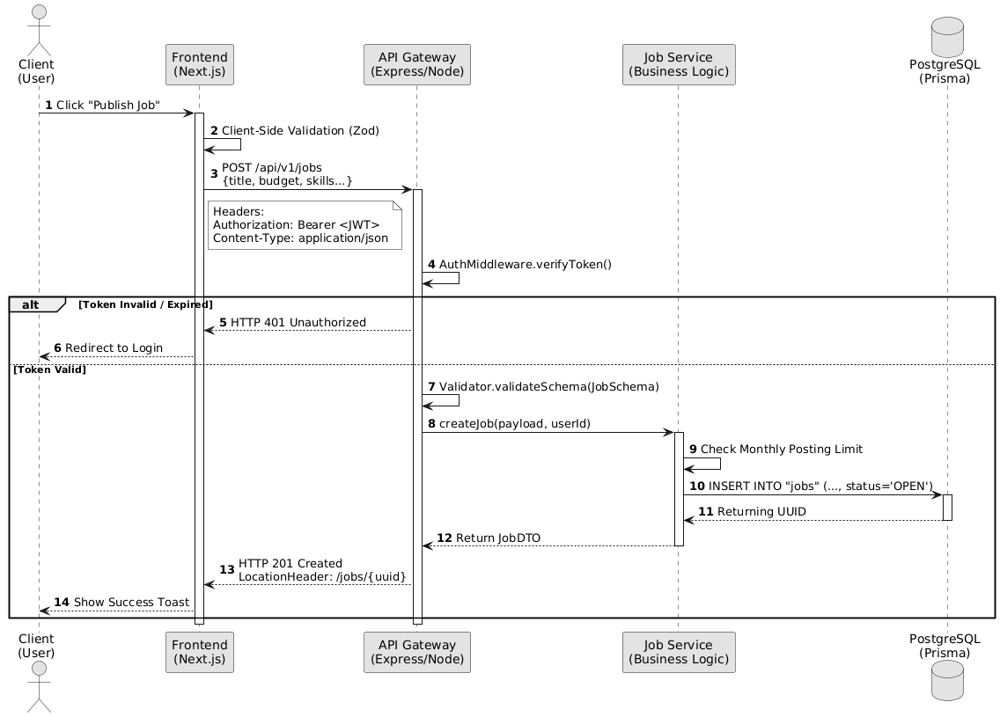 Client
(User)
Frontend
(Next.js)
API Gateway
(Express/Node)
Job Service
(Business Logic)
PostgreSQL
(Prisma)
1 Click "Publish Job"
2 Client-Side Validation (Zod)
3 POST /api/v1/jobs
{title, budget, skills...}
Headers:
Authorization: Bearer <JWT>
Content-Type: application/json
4 AuthMiddleware.verifyToken()
alt [Token Invalid / Expired]
5 HTTP 401 Unauthorized
6 Redirect to Login
[Token Valid]
7 Validator.validateSchema(JobSchema)
8 createJob(payload, userId)
9 Check Monthly Posting Limit
10 INSERT INTO "jobs" (..., status='OPEN')
11 Returning UUID
12 Return JobDTO
13 HTTP 201 Created
LocationHeader: /jobs/{uuid}
14 Show Success Toast
Client
(User)
Frontend
(Next.js)
API Gateway
(Express/Node)
Job Service
(Business Logic)
PostgreSQL
(Prisma)